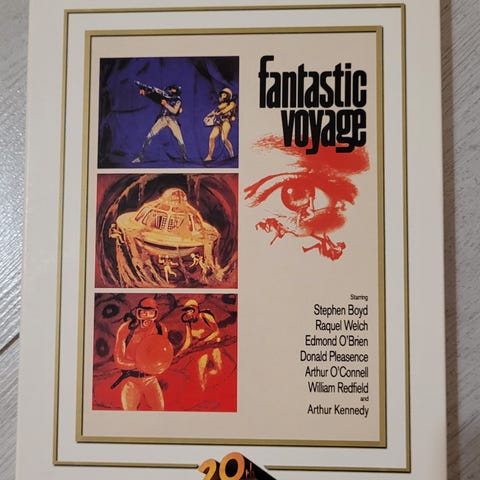 fantastic
voyage
Starring
Stephen Boyd
Raquel Welch
Edmond O'Brien
Donald Pleasence
Arthur O'Connell
William Redfield
and
Arthur Kennedy
20